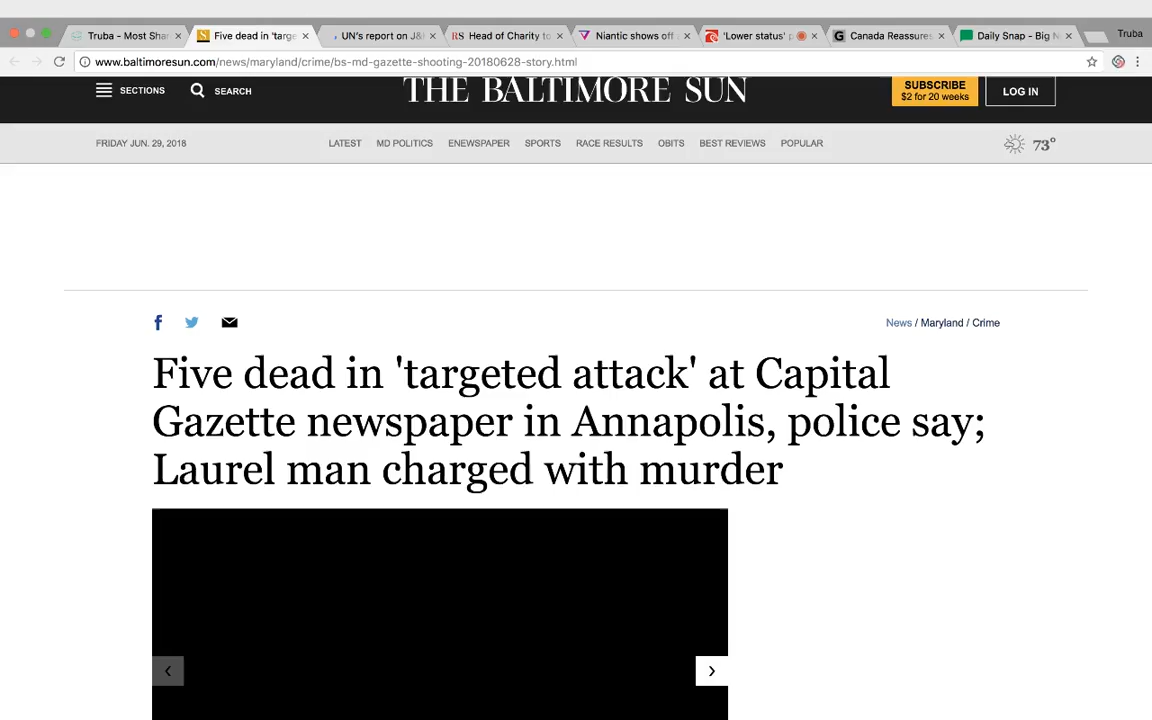 Truba - Most Shar
Five dead in 'targe
UN's report on J&K
RS Head of Charity to
Niantic shows off a
'Lower status' p
G Canada Reassures
Daily Snap - Big N
Truba
www.baltimoresun.com/news/maryland/crime/bs-md-gazette-shooting-20180628-story.html
SECTIONS
SEARCH
THE BALTIMORE SUN
SUBSCRIBE
$2 for 20 weeks
LOG IN
FRIDAY JUN. 29, 2018
LATEST MD POLITICS ENEWSPAPER SPORTS RACE RESULTS OBITS BEST REVIEWS POPULAR
73°
News / Maryland / Crime
Five dead in 'targeted attack' at Capital
Gazette newspaper in Annapolis, police say;
Laurel man charged with murder